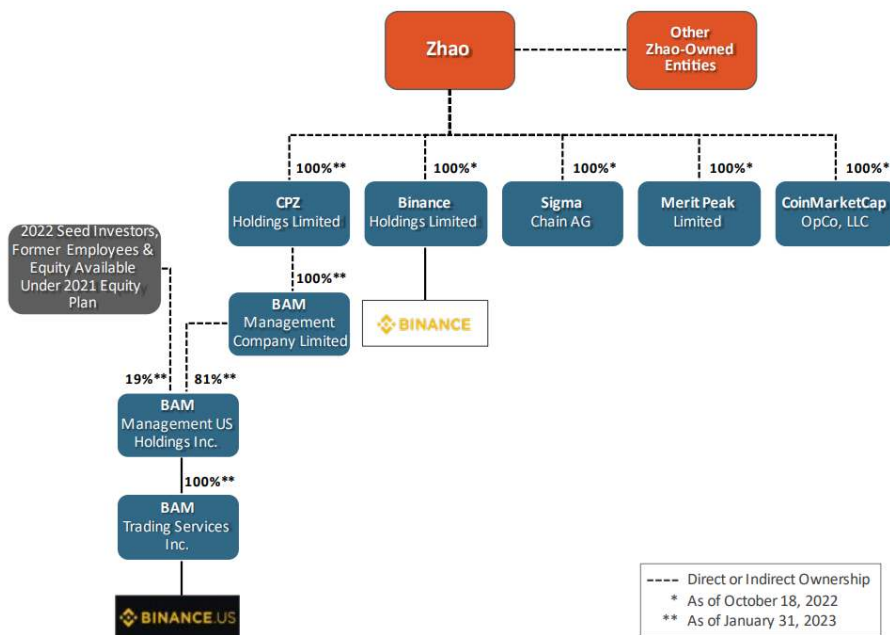 Zhao
Other
Zhao-Owned
Entities
100%**
100%*
100%*
100%*
100%*
CPZ
Holdings Limited
Binance
Holdings Limited
Sigma
Chain AG
Merit Peak
Limited
CoinMarketCap
OpCo, LLC
2022 Seed Investors,
Former Employees &
Equity Available
Under 2021 Equity
Plan
100%**
BAM
Management
Company Limited
BINANCE
19%**
81%**
BAM
Management US
Holdings Inc.
100%**
BAM
Trading Services
Inc.
BINANCE.US
Direct or Indirect Ownership
* As of October 18, 2022
** As of January 31, 2023